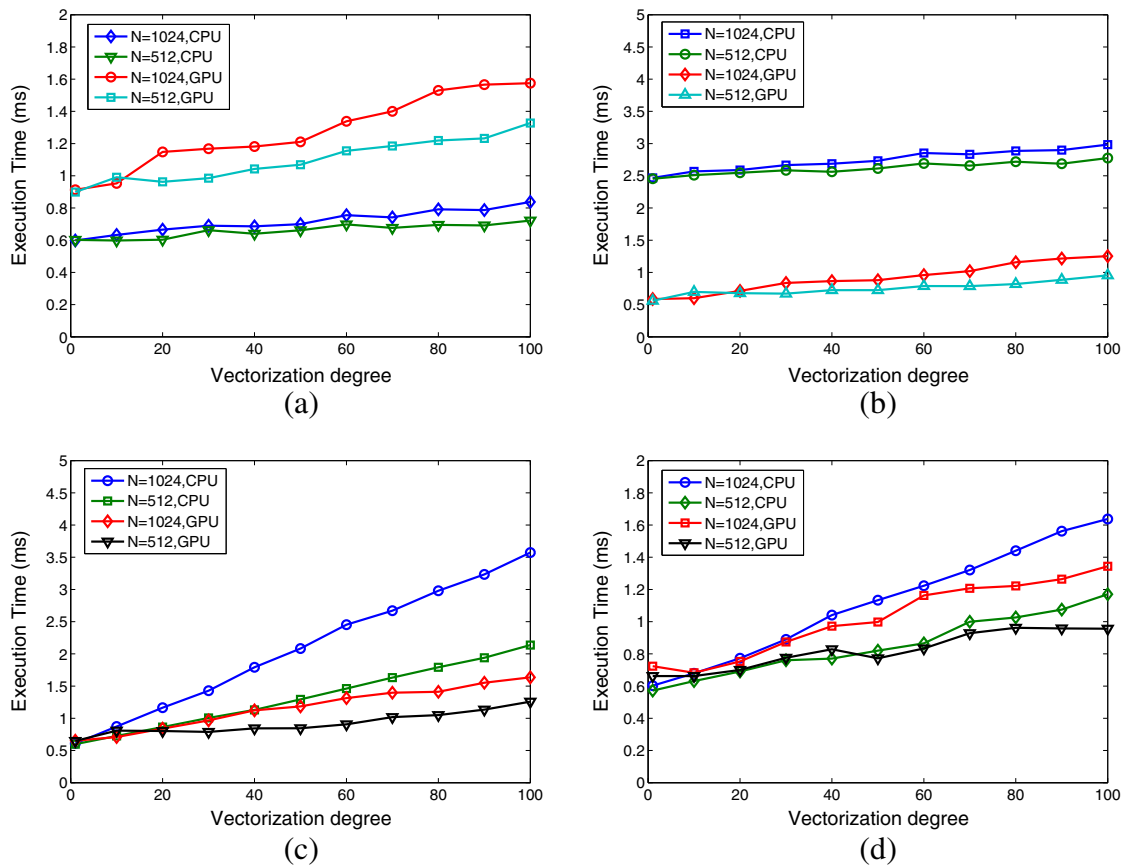 2
1.8
1.6
1.4
1.2
1
0.8
0.6
0.4
0.2
0
Execution Time (ms)
N=1024,CPU
N=512,CPU
N=1024,GPU
N=512,GPU
0 20 40 60 80 100
Vectorization degree
(a)
5
4.5
4
3.5
3
2.5
2
1.5
1
0.5
0
Execution Time (ms)
N=1024,CPU
N=512,CPU
N=1024,GPU
N=512,GPU
0 20 40 60 80 100
Vectorization degree
(b)
5
4.5
4
3.5
3
2.5
2
1.5
1
0.5
0
Execution Time (ms)
N=1024,CPU
N=512,CPU
N=1024,GPU
N=512,GPU
0 20 40 60 80 100
Vectorization degree
(c)
2
1.8
1.6
1.4
1.2
1
0.8
0.6
0.4
0.2
0
Execution Time (ms)
N=1024,CPU
N=512,CPU
N=1024,GPU
N=512,GPU
0 20 40 60 80 100
Vectorization degree
(d)